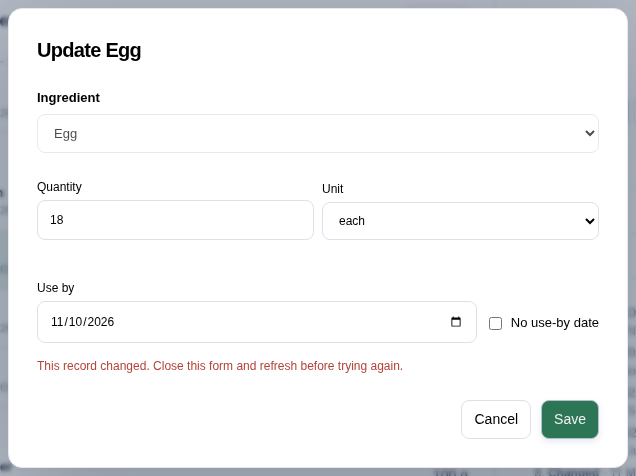 Update Egg
Ingredient
Egg
Quantity
Unit
18
each
Use by
11/10/2026
No use-by date
This record changed. Close this form and refresh before trying again.
Cancel
Save